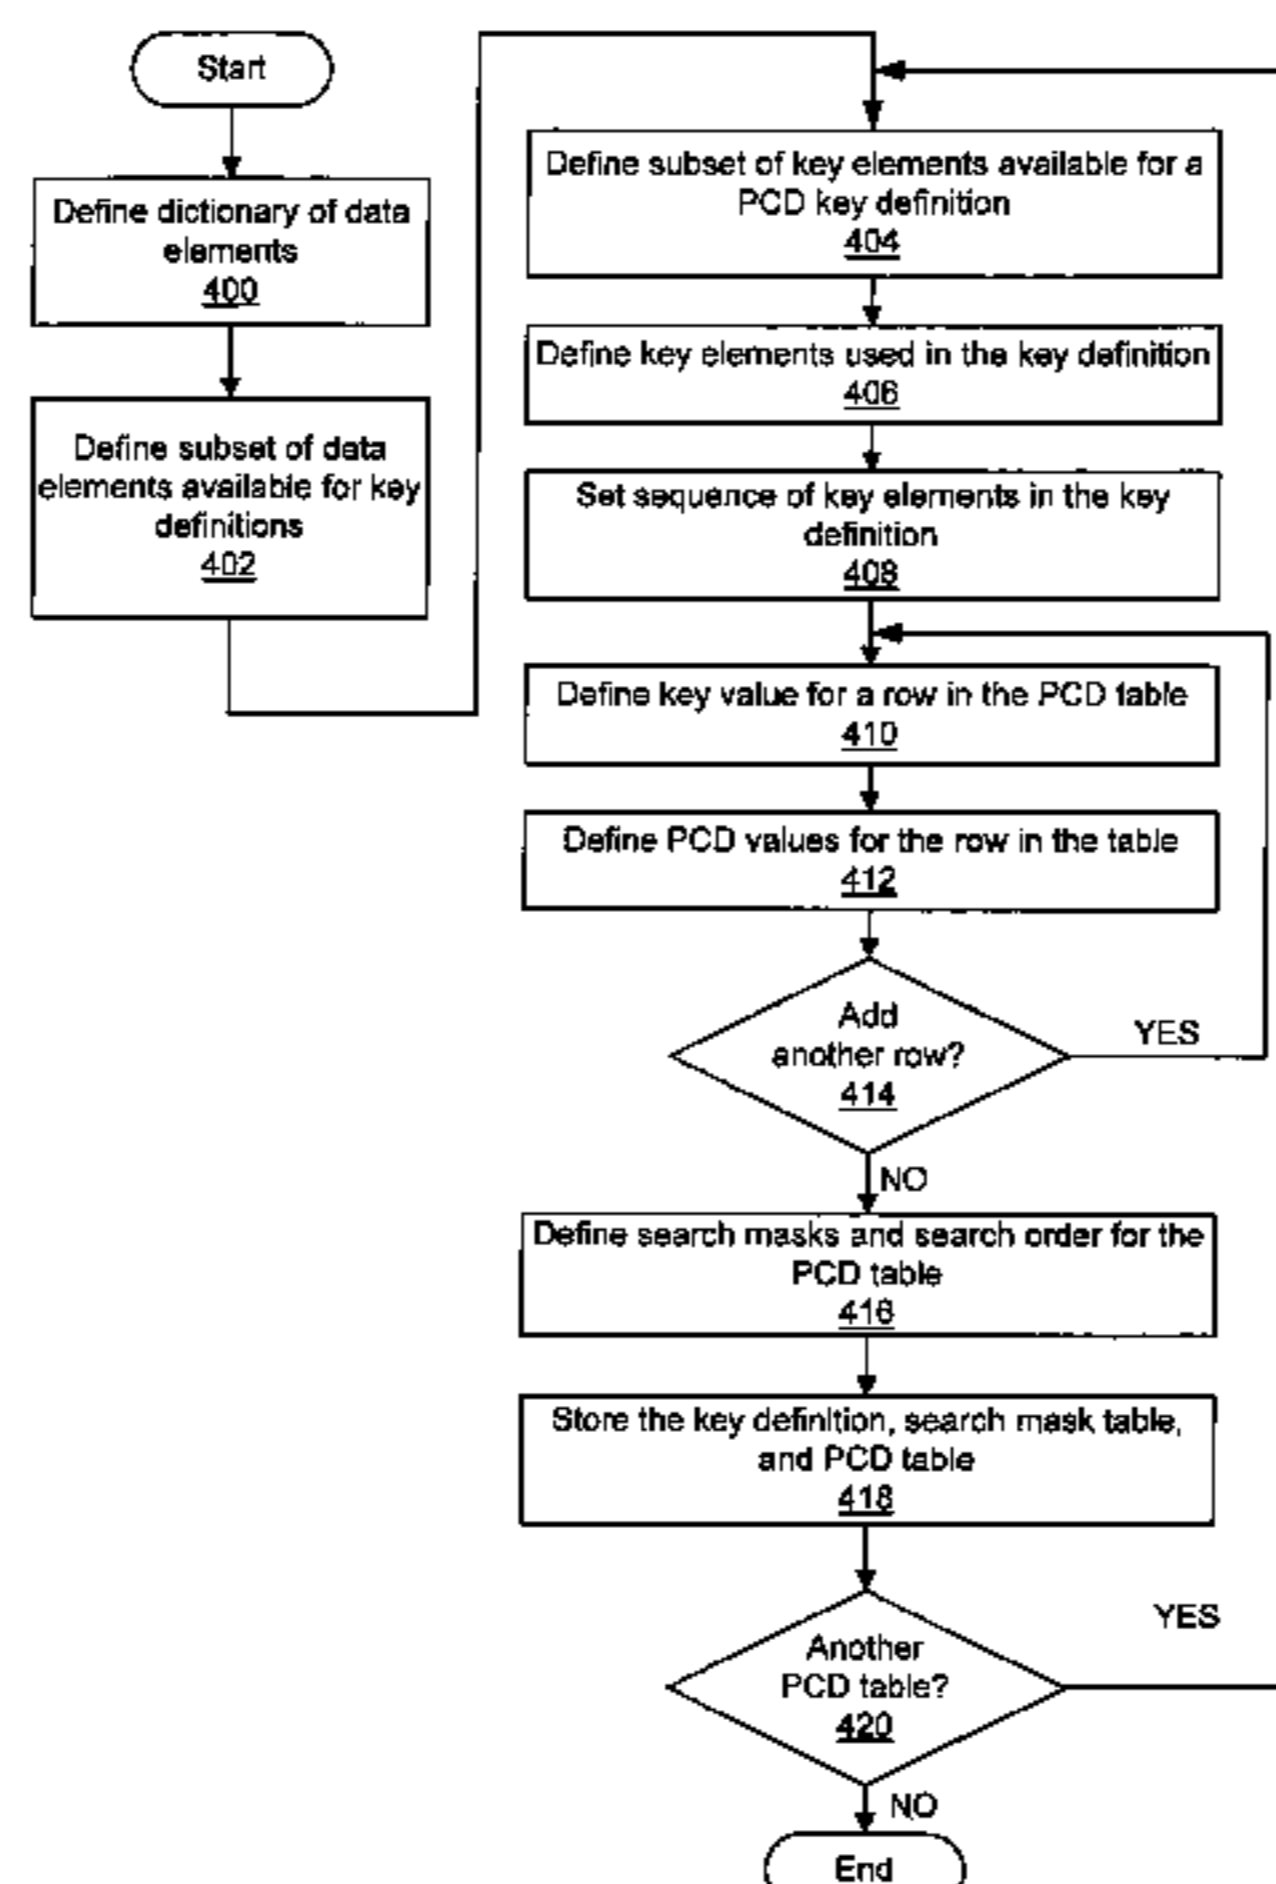 Start
Define dictionary of data
elements
400
Define subset of data
elements available for key
definitions
402
Define subset of key elements available for a
PCD key definition
404
Define key elements used in the key definition
406
Set sequence of key elements in the key
definition
408
Define key value for a row in the PCD table
410
Define PCD values for the row in the table
412
Add
another row?
414
YES
NO
Define search masks and search order for the
PCD table
416
Store the key definition, search mask table,
and PCD table
418
Another
PCD table?
420
YES
NO
End